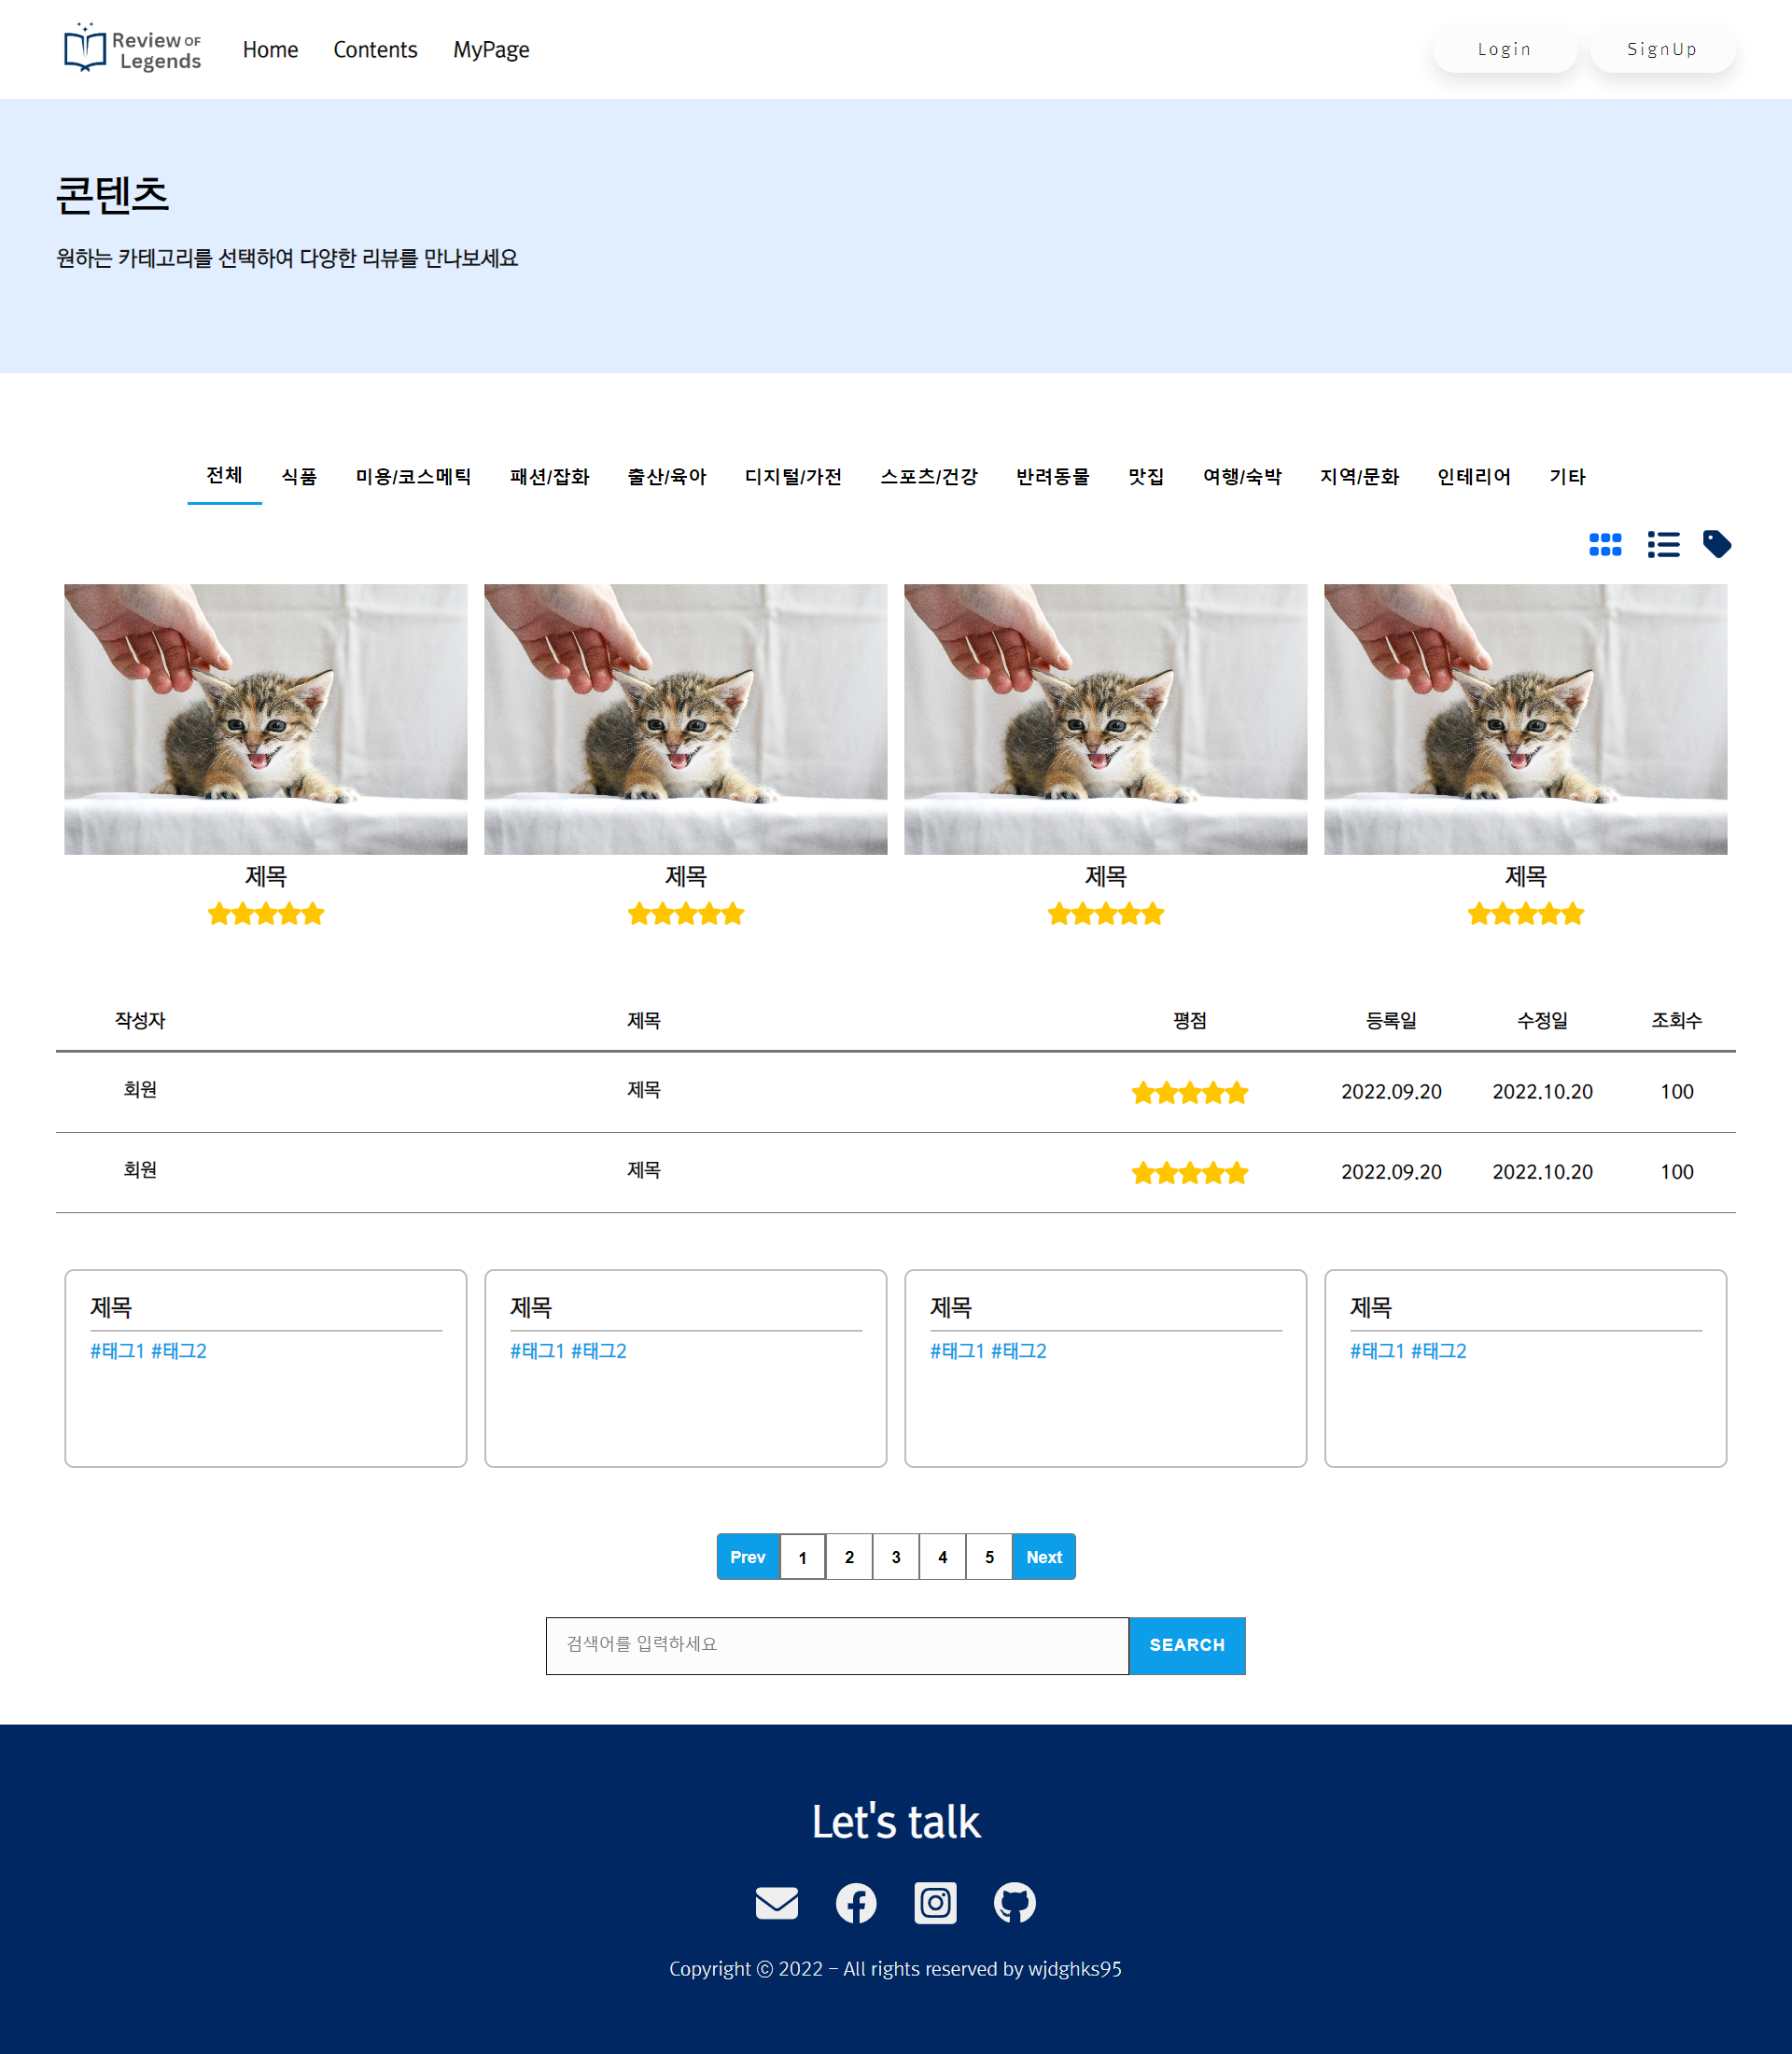 Review OF
Legends
Home Contents MyPage
Login SignUp
콘텐츠
원하는 카테고리를 선택하여 다양한 리뷰를 만나보세요
전체 식품 미용/코스메틱 패션/잡화 출산/육아 디지털/가전 스포츠/건강 반려동물 맛집 여행/숙박 지역/문화 인테리어 기타
제목 제목 제목 제목
작성자 제목 평점 등록일 수정일 조회수
회원 제목 2022.09.20 2022.10.20 100
회원 제목 2022.09.20 2022.10.20 100
제목 제목 제목 제목
#태그1 #태그2 #태그1 #태그2 #태그1 #태그2 #태그1 #태그2
Prev 1 2 3 4 5 Next
검색어를 입력하세요 SEARCH
Let's talk
Copyright ⓒ 2022 – All rights reserved by wjdghks95